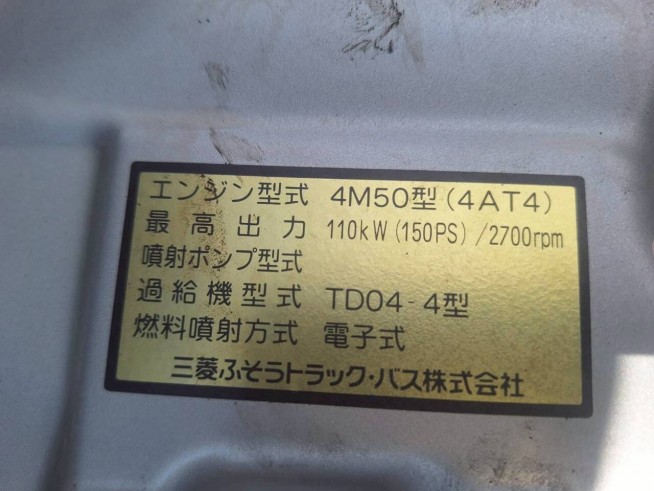 エンジン型式 4M50型(4AT4)
最高出力 110kW(150PS)/2700rpm
噴射ポンプ型式
過給機型式 TD04-4型
燃料噴射方式 電子式
三菱ふそうトラック・バス株式会社